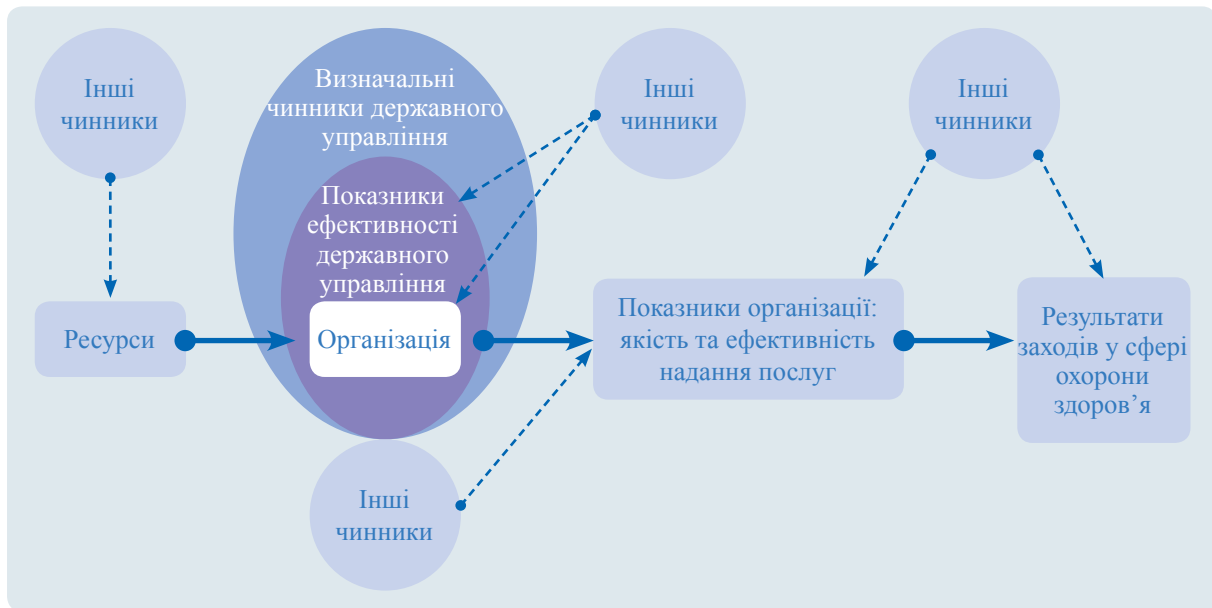 Інші
чинники
Визначальні
чинники державного
управління
Показники
ефективності
державного
управління
Інші
чинники
Інші
чинники
Ресурси
Організація
Показники організації:
якість та ефективність
надання послуг
Результати
заходів у сфері
охорони
здоров’я
Інші
чинники